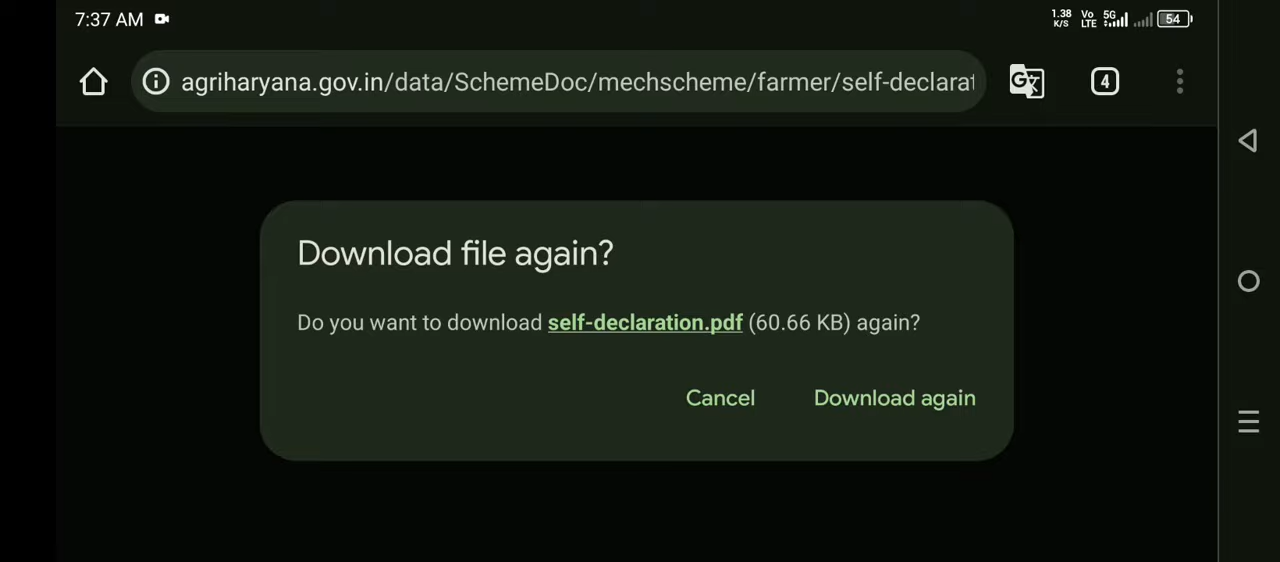 7:37 AM
1.38 K/S Vo LTE 5G 54
agriharyana.gov.in/data/SchemeDoc/mechscheme/farmer/self-declarat
4
Download file again?
Do you want to download self-declaration.pdf (60.66 KB) again?
Cancel Download again